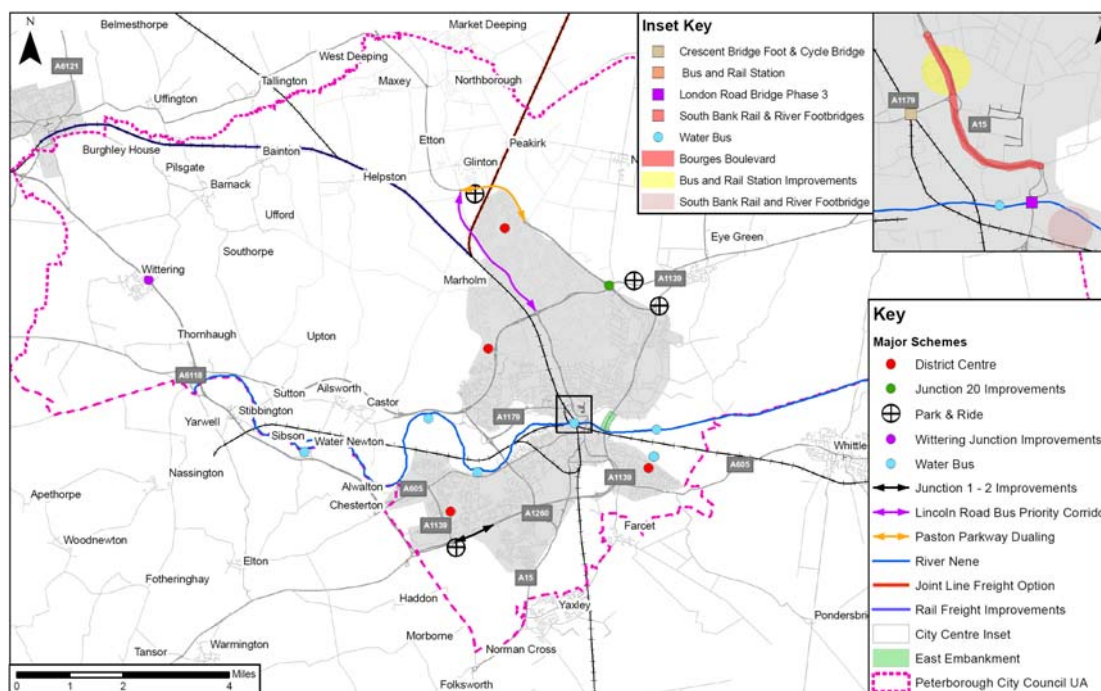 N
Belmesthorpe
Market Deeping
A6121
West Deeping
Tallington
Maxey
Northborough
Uffington
Etton
Peakirk
Burghley House
Bainton
Glinton
Pilsgate
Helpston
Barnack
Ufford
Eye Green
Southorpe
Marholm
A1139
Wittering
Thornhaugh
Upton
A6118
Ailsworth
Sutton
Castor
Stibbington
A1179
Yarwell
Sibson
Water Newton
Whittle
Nassington
Alwalton
A605
A605
A1139
Chesterton
Apethorpe
A1139
A1260
Farcet
Woodnewton
Elton
Fotheringhay
A15
Haddon
Yaxley
Pondersbri
Morborne
Tansor
Warmington
Norman Cross
Folksworth
Miles
0 1 2 4
Inset Key
Crescent Bridge Foot & Cycle Bridge
Bus and Rail Station
London Road Bridge Phase 3
South Bank Rail & River Footbridges
Water Bus
Bourges Boulevard
Bus and Rail Station Improvements
South Bank Rail and River Footbridge
A1179
A15
Key
Major Schemes
District Centre
Junction 20 Improvements
Park & Ride
Wittering Junction Improvements
Water Bus
Junction 1 - 2 Improvements
Lincoln Road Bus Priority Corrido
Paston Parkway Dualing
River Nene
Joint Line Freight Option
Rail Freight Improvements
City Centre Inset
East Embankment
Peterborough City Council UA